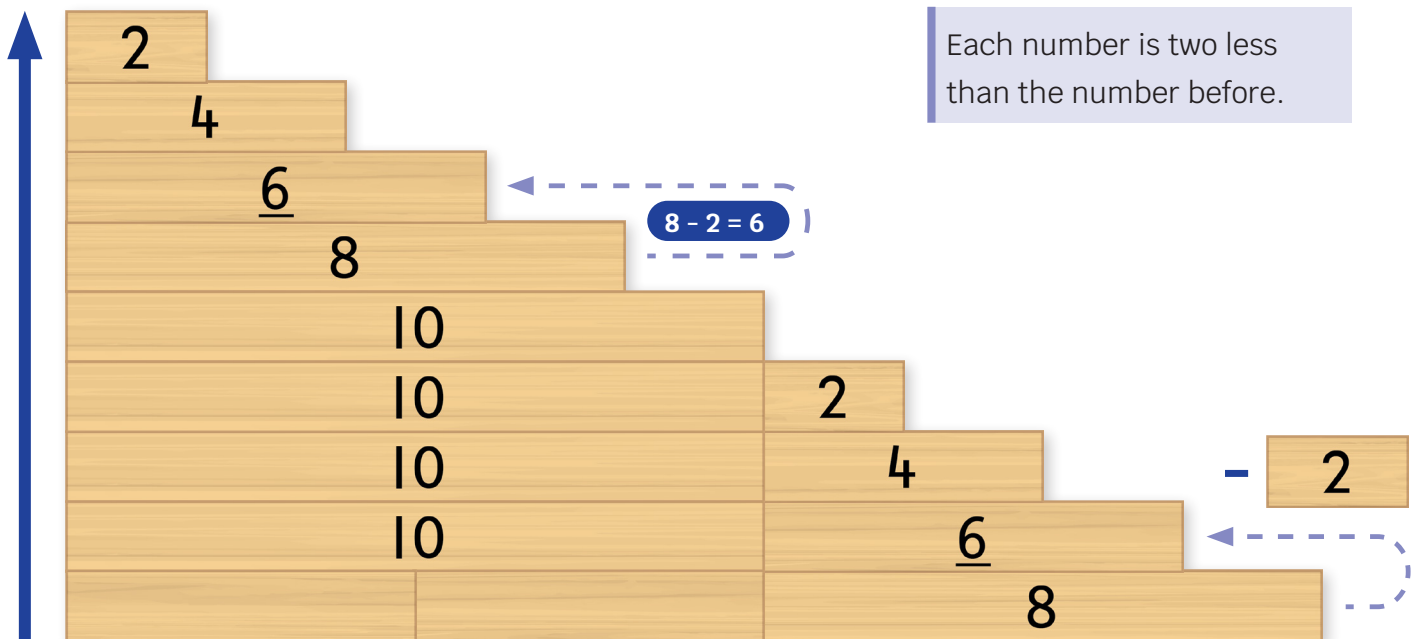 2
Each number is two less
than the number before.
4
6
8 - 2 = 6
8
10
10 2
10 4 - 2
10 6
8